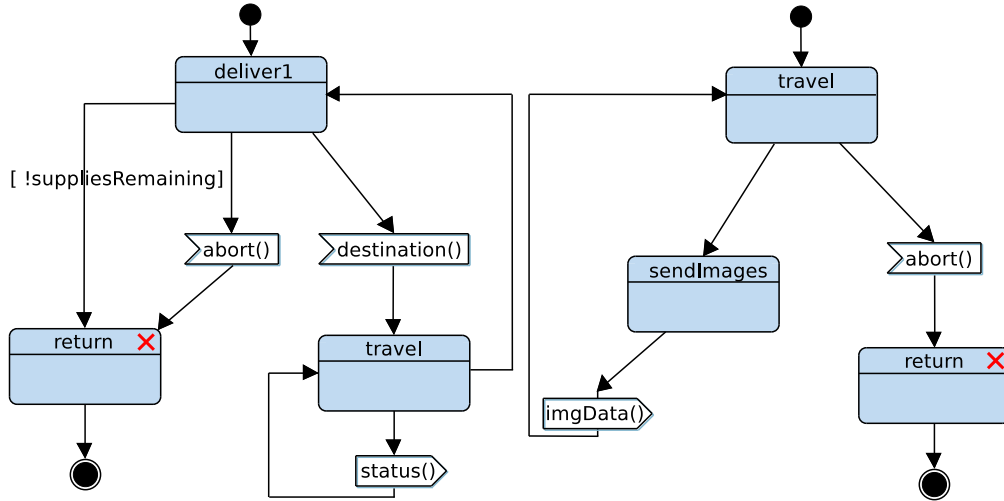 deliver1
travel
[ !suppliesRemaining]
abort()
destination()
abort()
sendImages
return
travel
return
imgData()
status()